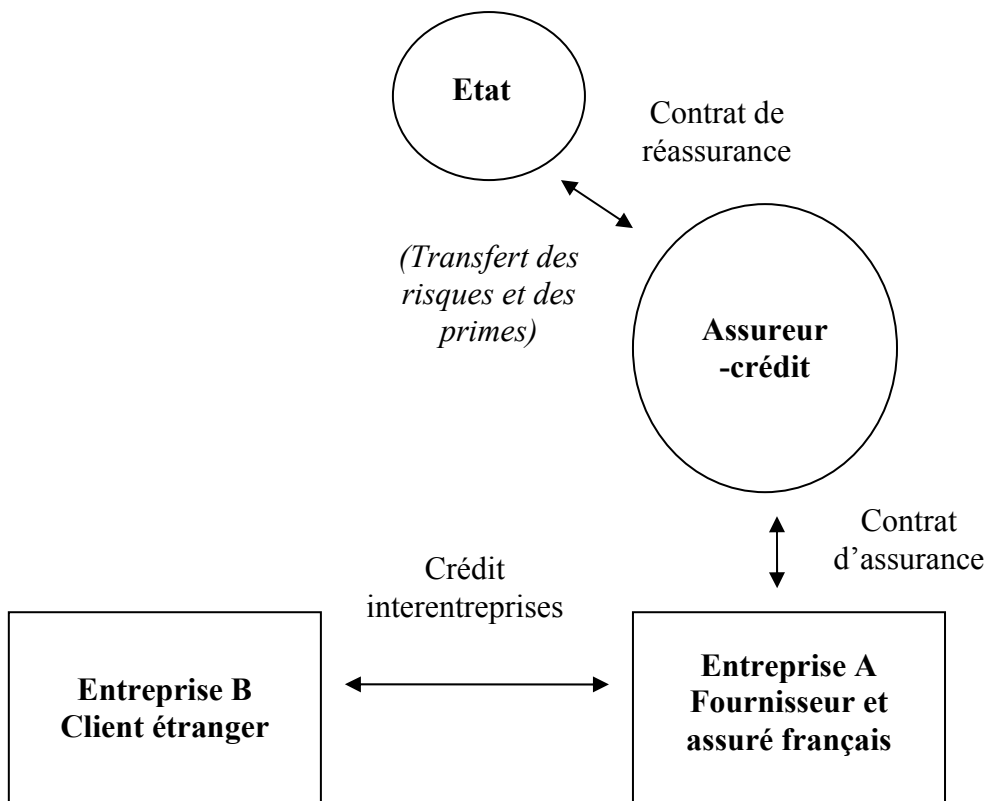 Etat
Contrat de
réassurance
(Transfert des
risques et des
primes)
Assureur
-crédit
Contrat
d’assurance
Crédit
interentreprises
Entreprise B
Client étranger
Entreprise A
Fournisseur et
assuré français